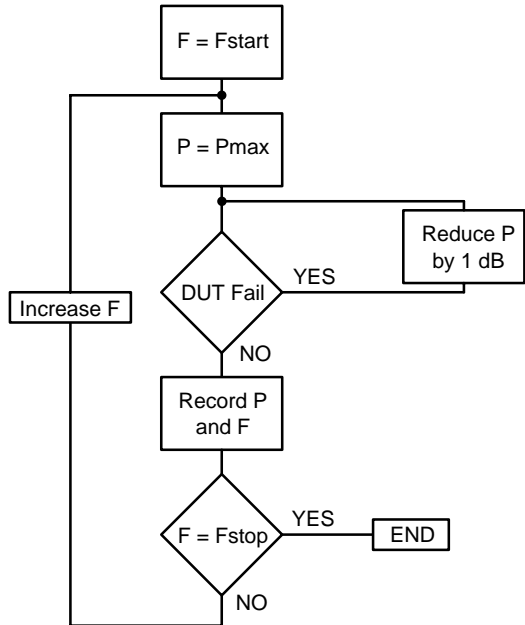 F = Fstart
P = Pmax
Reduce P
by 1 dB
DUT Fail
YES
Increase F
NO
Record P
and F
F = Fstop
YES
END
NO